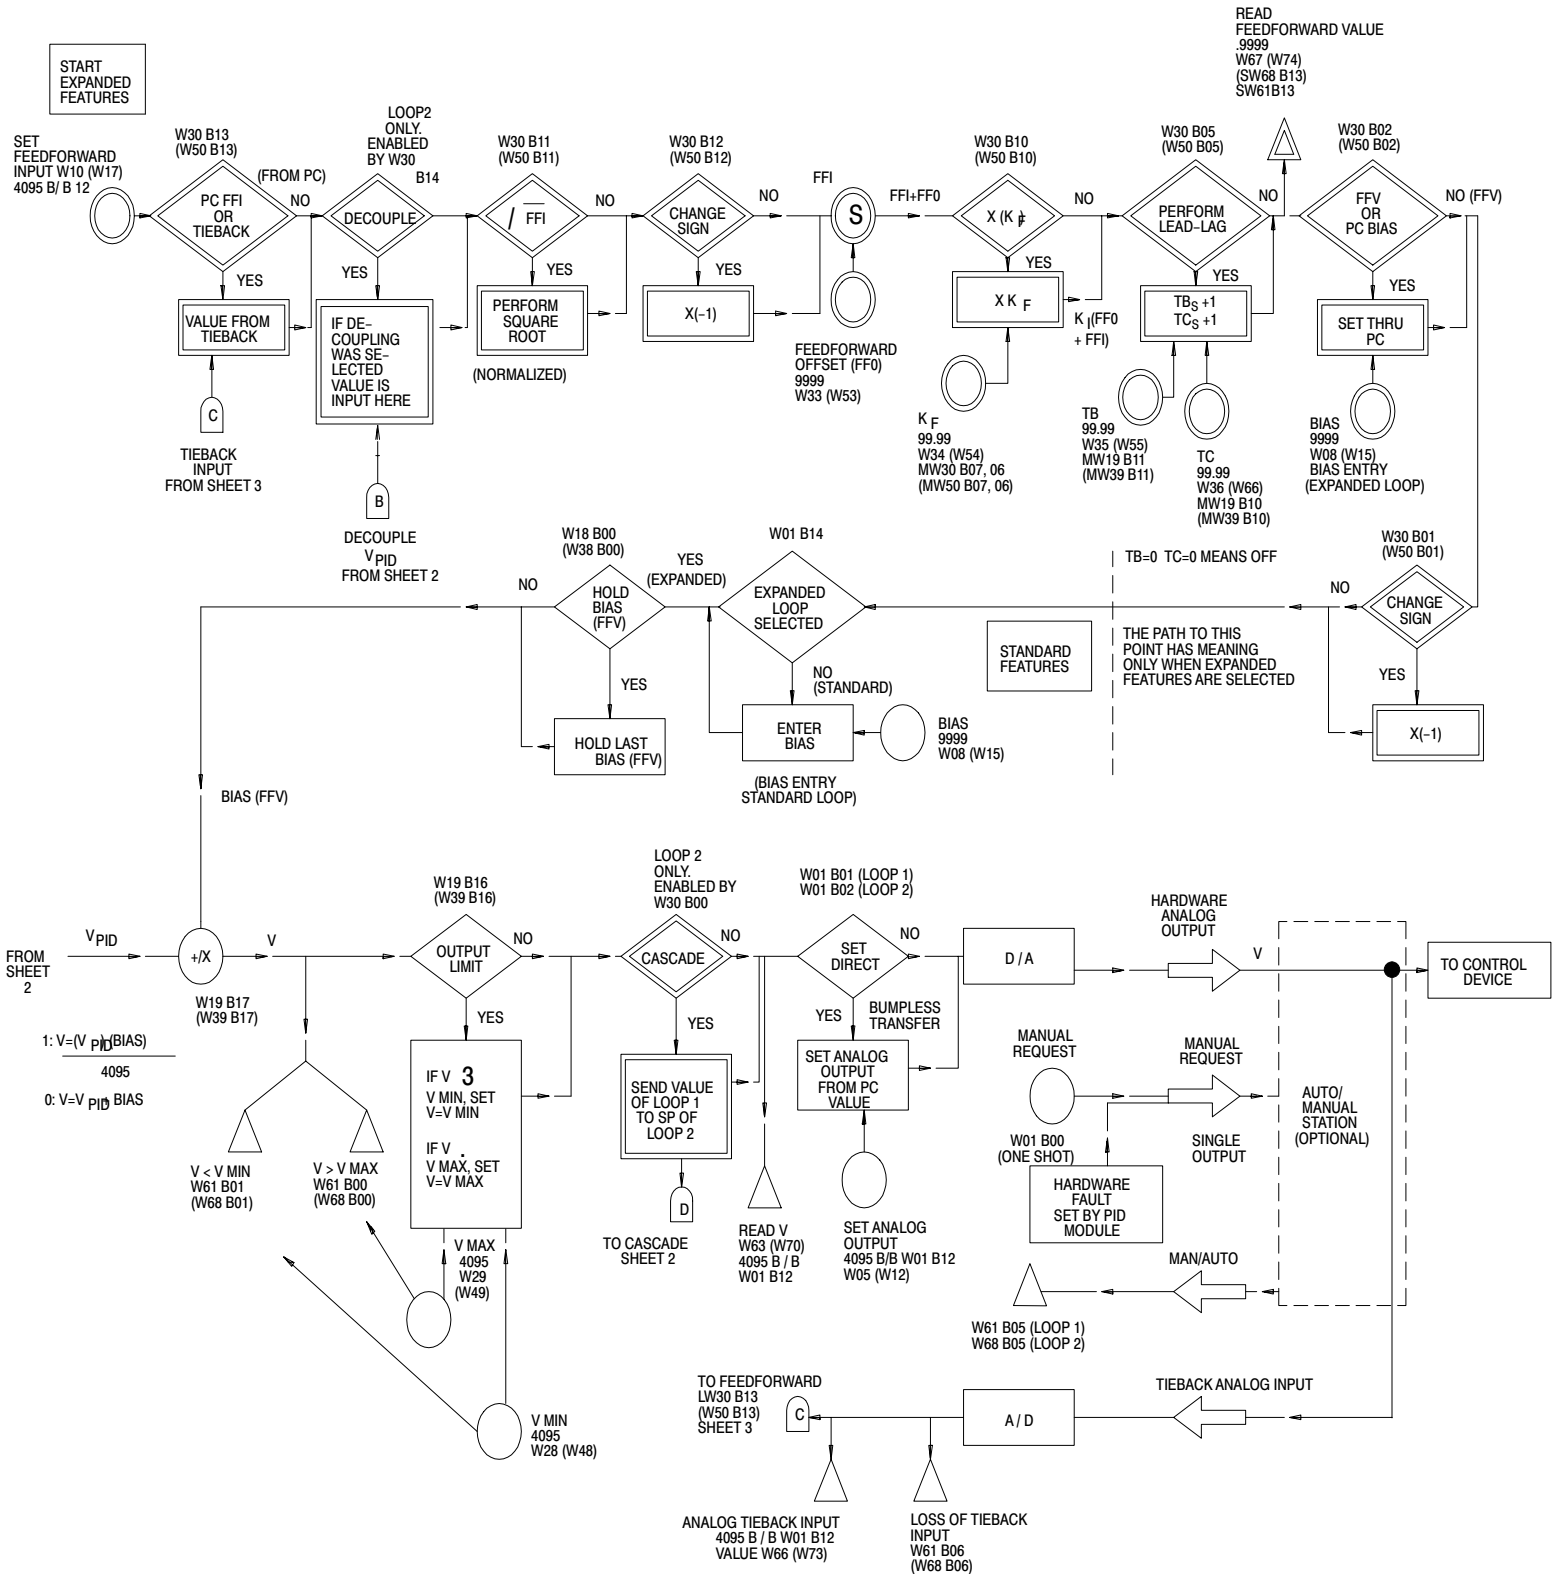 READ
FEEDFORWARD VALUE
.9999
W67 (W74)
(SW68 B13)
SW61B13
START
EXPANDED
FEATURES
SET
FEEDFORWARD
INPUT W10 (W17)
4095 B/ B 12
W30 B13
(W50 B13)
(FROM PC)
PC FFI
OR
TIEBACK
NO
YES
VALUE FROM
TIEBACK
C
TIEBACK
INPUT
FROM SHEET 3
LOOP2
ONLY.
ENABLED
BY W30
B14
DECOUPLE
YES
IF DE–
COUPLING
WAS SE–
LECTED
VALUE IS
INPUT HERE
B
DECOUPLE
V PID
FROM SHEET 2
W30 B11
(W50 B11)
/ FFI
NO
YES
PERFORM
SQUARE
ROOT
(NORMALIZED)
W30 B12
(W50 B12)
CHANGE
SIGN
NO
YES
X(–1)
FFI
S
FFI+FF0
FEEDFORWARD
OFFSET (FF0)
9999
W33 (W53)
W30 B10
(W50 B10)
X (K F
NO
YES
X K F
K I(FF0
+ FFI)
K F
99.99
W34 (W54)
MW30 B07, 06
(MW50 B07, 06)
W30 B05
(W50 B05)
PERFORM
LEAD–LAG
NO
YES
TBS +1
TCS +1
TB
99.99
W35 (W55)
MW19 B11
(MW39 B11)
TC
99.99
W36 (W66)
MW19 B10
(MW39 B10)
W30 B02
(W50 B02)
FFV
OR
PC BIAS
NO (FFV)
YES
SET THRU
PC
BIAS
9999
W08 (W15)
BIAS ENTRY
(EXPANDED LOOP)
W30 B01
(W50 B01)
NO
CHANGE
SIGN
YES
X(–1)
TB=0 TC=0 MEANS OFF
THE PATH TO THIS
POINT HAS MEANING
ONLY WHEN EXPANDED
FEATURES ARE SELECTED
STANDARD
FEATURES
W01 B14
EXPANDED
LOOP
SELECTED
YES
(EXPANDED)
NO
(STANDARD)
ENTER
BIAS
BIAS
9999
W08 (W15)
(BIAS ENTRY
STANDARD LOOP)
W18 B00
(W38 B00)
HOLD
BIAS
(FFV)
NO
YES
HOLD LAST
BIAS (FFV)
BIAS (FFV)
FROM
SHEET
2
V PID
+/X
V
W19 B17
(W39 B17)
1: V=(V PID)(BIAS)
4095
0: V=V PID+ BIAS
V < V MIN
W61 B01
(W68 B01)
V > V MAX
W61 B00
(W68 B00)
W19 B16
(W39 B16)
OUTPUT
LIMIT
NO
YES
IF V 3
V MIN, SET
V=V MIN
IF V .
V MAX, SET
V=V MAX
V MAX
4095
W29
(W49)
V MIN
4095
W28 (W48)
LOOP 2
ONLY.
ENABLED BY
W30 B00
CASCADE
NO
YES
SEND VALUE
OF LOOP 1
TO SP OF
LOOP 2
D
TO CASCADE
SHEET 2
READ V
W63 (W70)
4095 B / B
W01 B12
W01 B01 (LOOP 1)
W01 B02 (LOOP 2)
SET
DIRECT
NO
YES
BUMPLESS
TRANSFER
SET ANALOG
OUTPUT
FROM PC
VALUE
SET ANALOG
OUTPUT
4095 B/B W01 B12
W05 (W12)
D / A
HARDWARE
ANALOG
OUTPUT
V
TO CONTROL
DEVICE
MANUAL
REQUEST
MANUAL
REQUEST
W01 B00
(ONE SHOT)
SINGLE
OUTPUT
AUTO/
MANUAL
STATION
(OPTIONAL)
HARDWARE
FAULT
SET BY PID
MODULE
MAN/AUTO
W61 B05 (LOOP 1)
W68 B05 (LOOP 2)
TO FEEDFORWARD
LW30 B13
(W50 B13)
SHEET 3
C
A / D
TIEBACK ANALOG INPUT
ANALOG TIEBACK INPUT
4095 B / B W01 B12
VALUE W66 (W73)
LOSS OF TIEBACK
INPUT
W61 B06
(W68 B06)